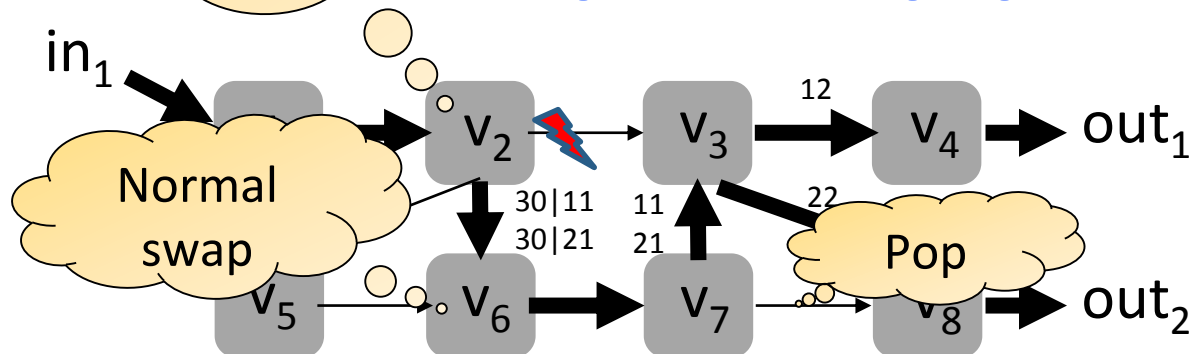 in1
12
v2
v3
v4
out1
Normal
swap
30|11
30|21
11
21
22
Pop
v5
v6
v7
v8
out2